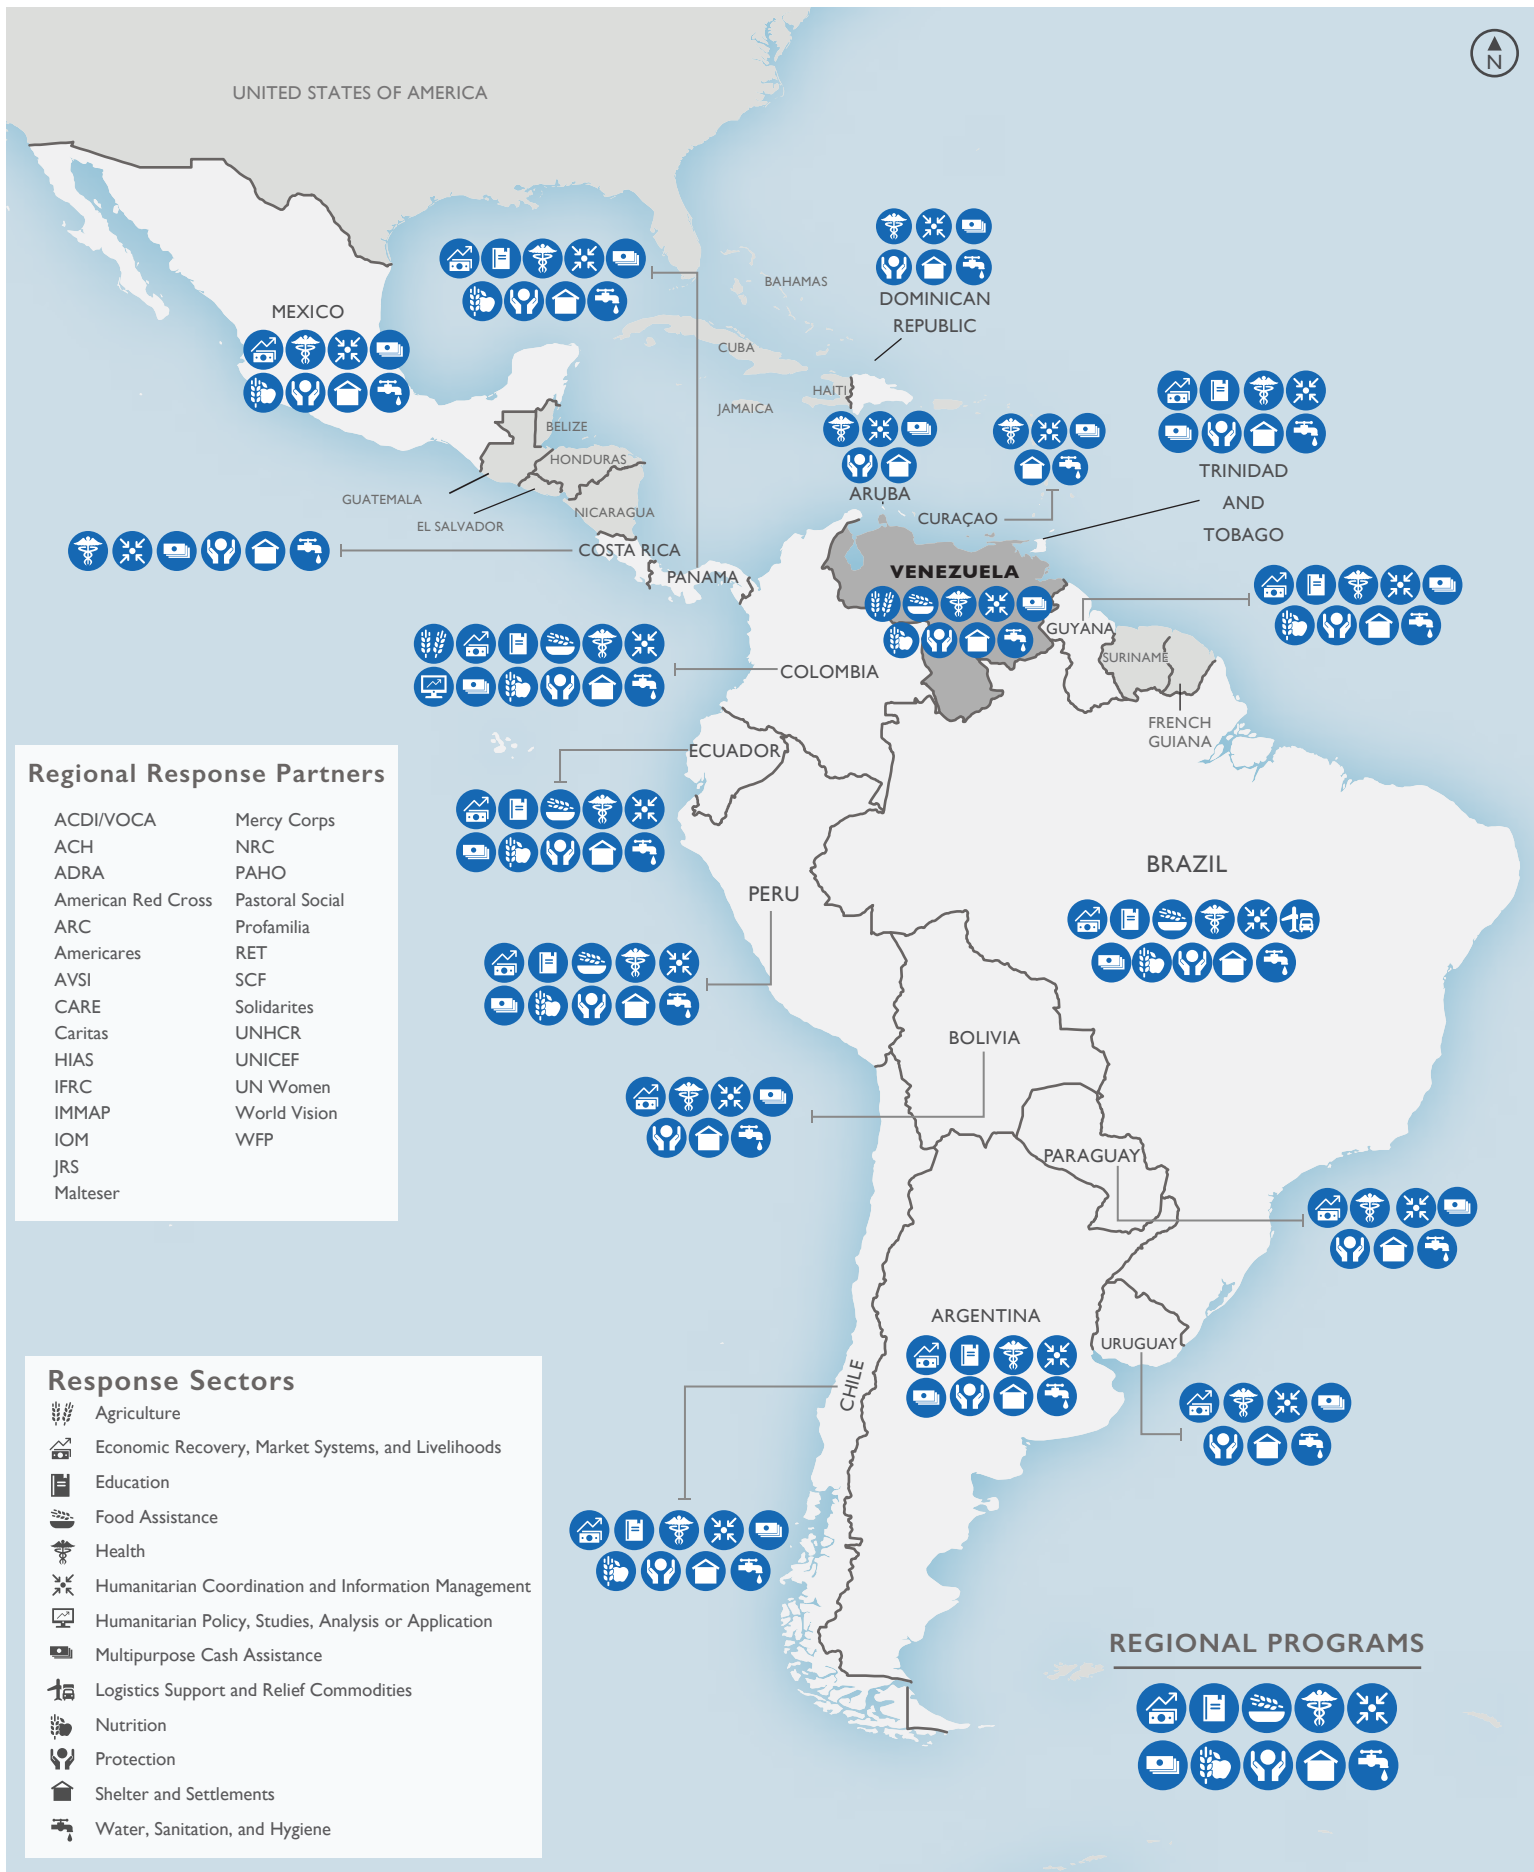 N
UNITED STATES OF AMERICA
MEXICO
BAHAMAS
DOMINICAN
REPUBLIC
CUBA
HAITI
JAMAICA
BELIZE
HONDURAS
GUATEMALA
EL SALVADOR
NICARAGUA
COSTA RICA
PANAMA
ARUBA
CURAÇAO
TRINIDAD
AND
TOBAGO
VENEZUELA
GUYANA
SURINAME
FRENCH
GUIANA
COLOMBIA
ECUADOR
PERU
BRAZIL
BOLIVIA
PARAGUAY
ARGENTINA
URUGUAY
CHILE
Regional Response Partners
ACDI/VOCA
ACH
ADRA
American Red Cross
ARC
Americares
AVSI
CARE
Caritas
HIAS
IFRC
IMMAP
IOM
JRS
Malteser
Mercy Corps
NRC
PAHO
Pastoral Social
Profamilia
RET
SCF
Solidarites
UNHCR
UNICEF
UN Women
World Vision
WFP
Response Sectors
Agriculture
Economic Recovery, Market Systems, and Livelihoods
Education
Food Assistance
Health
Humanitarian Coordination and Information Management
Humanitarian Policy, Studies, Analysis or Application
Multipurpose Cash Assistance
Logistics Support and Relief Commodities
Nutrition
Protection
Shelter and Settlements
Water, Sanitation, and Hygiene
REGIONAL PROGRAMS